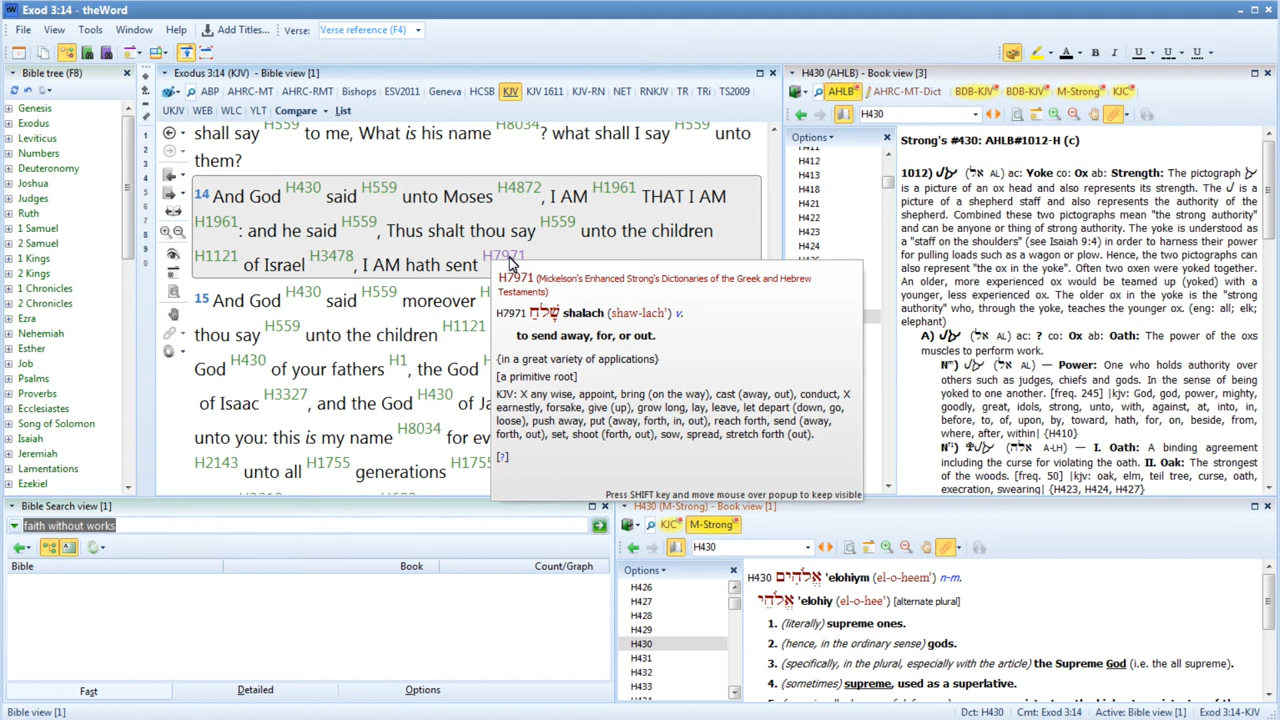 Exod 3:14 - theWord
File View Tools Window Help Add Titles... Verse: Verse reference (F4)
Bible tree (F8)
Genesis
Exodus
Leviticus
Numbers
Deuteronomy
Joshua
Judges
Ruth
1 Samuel
2 Samuel
1 Kings
2 Kings
1 Chronicles
2 Chronicles
Ezra
Nehemiah
Esther
Job
Psalms
Proverbs
Ecclesiastes
Song of Solomon
Isaiah
Jeremiah
Lamentations
Ezekiel
1
2
3
4
5
6
7
8
9
0
Exodus 3:14 (KJV) - Bible view [1]
ABP AHRC-MT AHRC-RMT Bishops ESV2011 Geneva HCSB KJV KJV 1611 KJV-RN NET RNKJV TR TRi TS2009
UKJV WEB WLC YLT Compare List
shall say H559 to me, What is his name H8034 ? what shall I say H559 unto
them?
14 And God H430 said H559 unto Moses H4872 , I AM H1961 THAT I AM
H1961 : and he said H559 , Thus shalt thou say H559 unto the children
H1121 of Israel H3478 , I AM hath sent H7971
15 And God H430 said H559 moreover
thou say H559 unto the children H1121
God H430 of your fathers H1 , the God
of Isaac H3327 , and the God H430 of Ja
unto you: this is my name H8034 for ev
H2143 unto all H1755 generations H1755
H7971 (Mickelson's Enhanced Strong's Dictionaries of the Greek and Hebrew
Testaments)
H7971 שָׁלַח shalach (shaw-lach') v.
to send away, for, or out.
{in a great variety of applications}
[a primitive root]
KJV: X any wise, appoint, bring (on the way), cast (away, out), conduct, X
earnestly, forsake, give (up), grow long, lay, leave, let depart (down, go,
loose), push away, put (away, forth, in, out), reach forth, send (away,
forth, out), set, shoot (forth, out), sow, spread, stretch forth (out).
[?]
Press SHIFT key and move mouse over popup to keep visible
H430 (AHLB) - Book view [3]
AHLB AHRC-MT-Dict BDB-KJV BDB-KJV M-Strong KJC
H430
Options
H411
H412
H413
H418
H421
H422
H423
H424
Strong's #430: AHLB#1012-H (c)
1012) (אל AL) ac: Yoke co: Ox ab: Strength: The pictograph
is a picture of an ox head and also represents its strength. The is a
picture of a shepherd staff and also represents the authority of the
shepherd. Combined these two pictographs mean "the strong authority"
and can be anyone or thing of strong authority. The yoke is understood as
a "staff on the shoulders" (see Isaiah 9:4) in order to harness their power
for pulling loads such as a wagon or plow. Hence, the two pictographs can
also represent "the ox in the yoke". Often two oxen were yoked together.
An older, more experienced ox would be teamed up (yoked) with a
younger, less experienced ox. The older ox in the yoke is the "strong
authority" who, through the yoke, teaches the younger ox. (eng: all; elk;
elephant)
A) (אל AL) ac: ? co: Ox ab: Oath: The power of the oxs
muscles to perform work.
Nm) (אל AL) — Power: One who holds authority over
others such as judges, chiefs and gods. In the sense of being
yoked to one another. [freq. 245] |kjv: God, god, power, mighty,
goodly, great, idols, strong, unto, with, against, at, into, in,
before, to, of, upon, by, toward, hath, for, on, beside, from,
where, after, within| {H410}
(אלה A-LH) — I. Oath: A binding agreement
including the curse for violating the oath. II. Oak: The strongest
of the woods. [freq. 50] |kjv: oak, elm, teil tree, curse, oath,
execration, swearing| {H423, H424, H427}
Bible Search view [1]
faith without works
Bible Book Count/Graph
Fast Detailed Options
H430 (M-Strong) - Book view [1]
KJC M-Strong
H430
Options
H426
H427
H428
H429
H430
H431
H432
H433
H430 אֱלֹהִים 'elohiym (el-o-heem') n-m.
אֱלֹהֵי 'elohiy (el-o-hee') [alternate plural]
1. (literally) supreme ones.
2. (hence, in the ordinary sense) gods.
3. (specifically, in the plural, especially with the article) the Supreme God (i.e. the all supreme).
4. (sometimes) supreme, used as a superlative.
Bible view [1] Dct: H430 Cmt: Exod 3:14 Active: Bible view [1] Exod 3:14-KJV